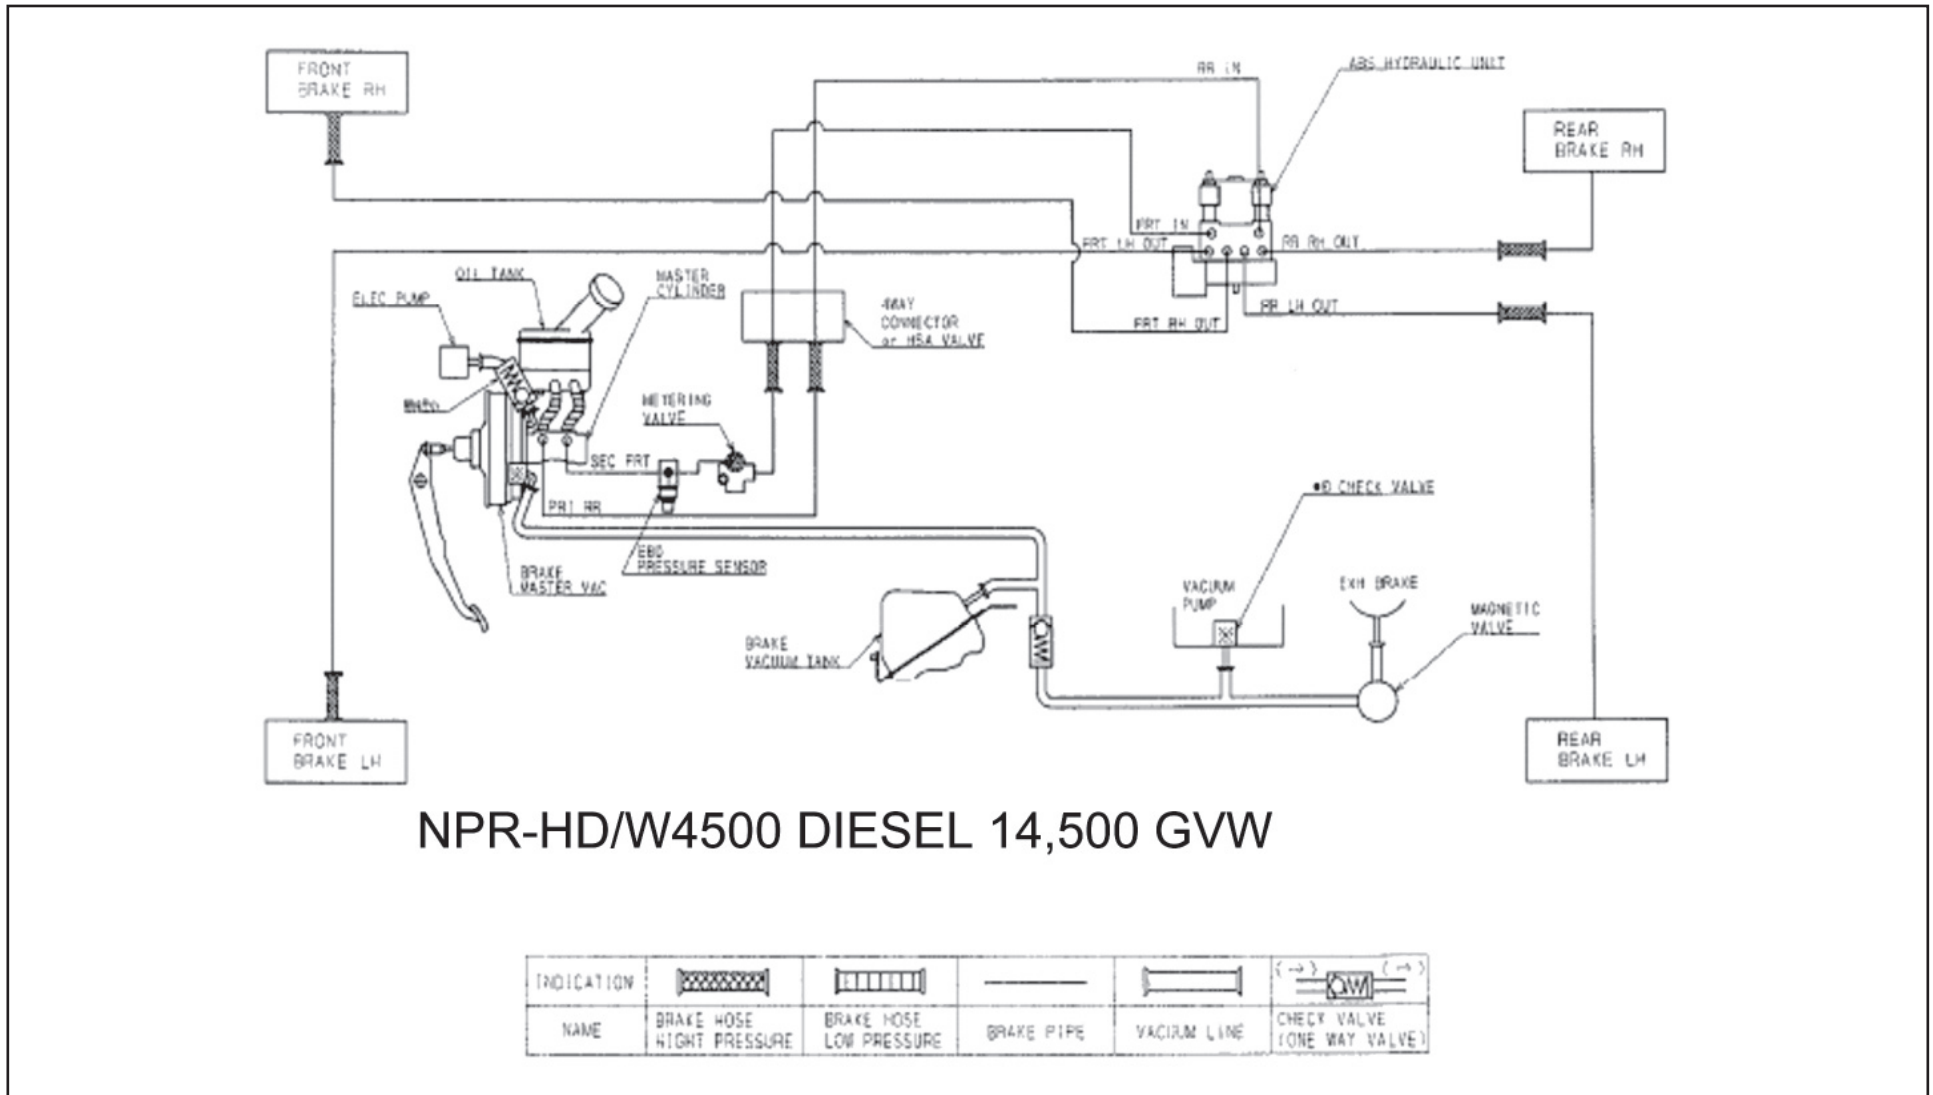 FRONT
BRAKE RH
RR IN
ABS HYDRAULIC UNIT
REAR
BRAKE RH
FRT IN
FRT LH OUT
RR RH OUT
OIL TANK
MASTER
CYLINDER
ELEC PUMP
4WAY
CONNECTOR
or HSA VALVE
RR LH OUT
FRT RH OUT
METERING
VALVE
SEC FRT
PRI RR
CHECK VALVE
EBD
PRESSURE SENSOR
BRAKE
MASTER VAC
VACUUM
PUMP
EXH BRAKE
MAGNETIC
VALVE
BRAKE
VACUUM TANK
FRONT
BRAKE LH
REAR
BRAKE LH
NPR-HD/W4500 DIESEL 14,500 GVW
INDICATION
(→) (→)
NAME
BRAKE HOSE
HIGHT PRESSURE
BRAKE HOSE
LOW PRESSURE
BRAKE PIPE
VACUUM LINE
CHECK VALVE
(ONE WAY VALVE)